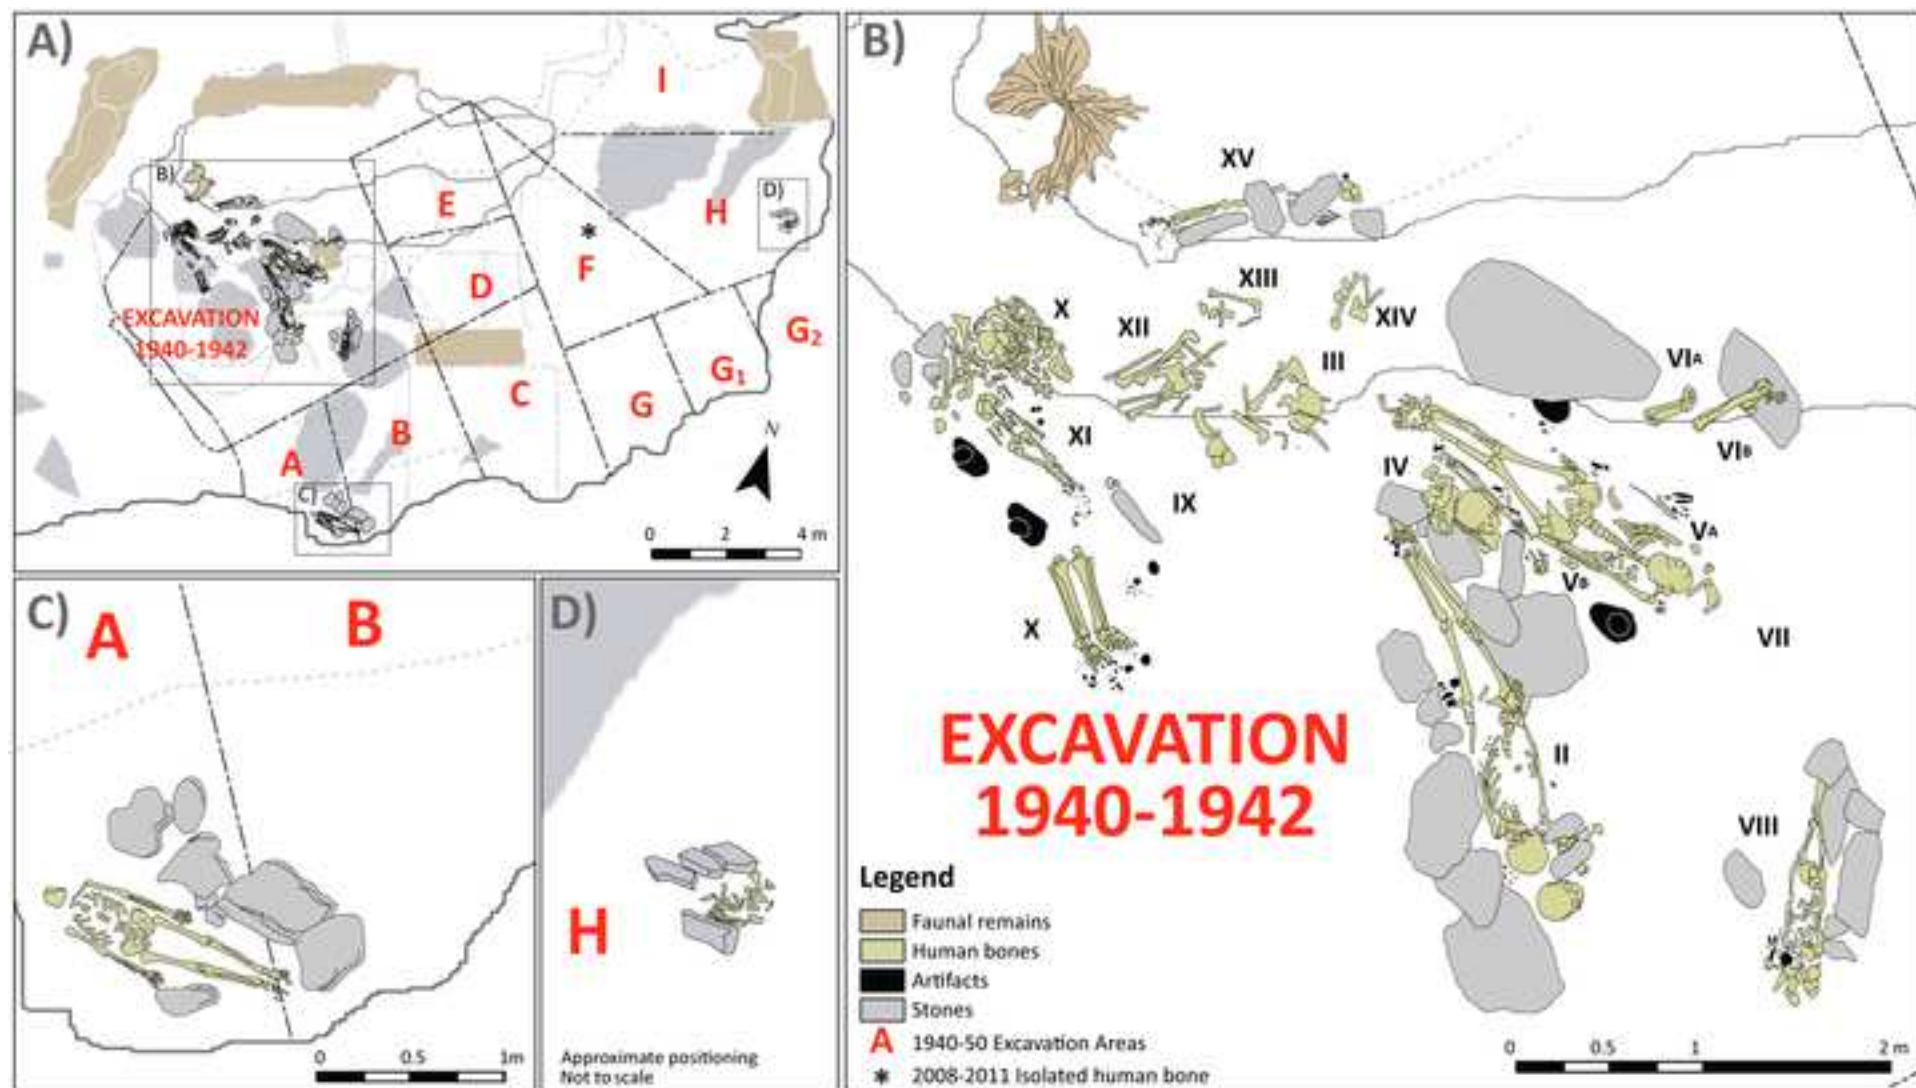 A)
I
B)
E
H
D)
F
D
EXCAVATION
1940-1942
G₂
G₁
C
G
B
A
C)
N
0 2 4 m
B)
XV
XIII
X
XII
XIV
III
VIA
VIB
XI
IV
IX
VA
VB
X
VII
EXCAVATION
1940-1942
II
VIII
Legend
Faunal remains
Human bones
Artifacts
Stones
A 1940-50 Excavation Areas
* 2008-2011 Isolated human bone
0 0.5 1 2 m
C)
A
B
0 0.5 1m
D)
H
Approximate positioning
Not to scale